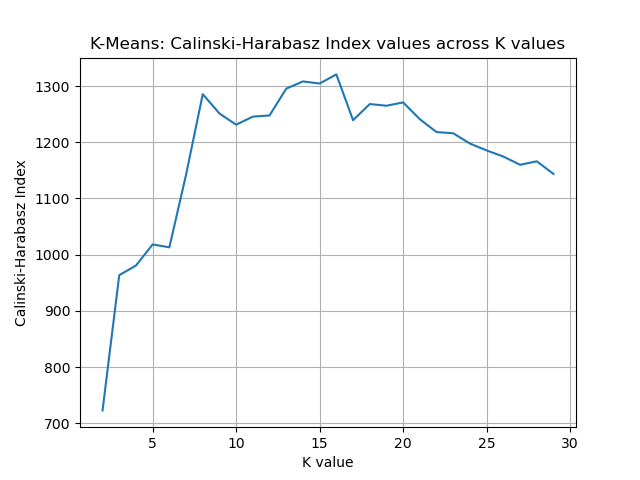 K-Means: Calinski-Harabasz Index values across K values
1300
1200
1100
1000
900
800
700
Calinski-Harabasz Index
5 10 15 20 25 30
K value